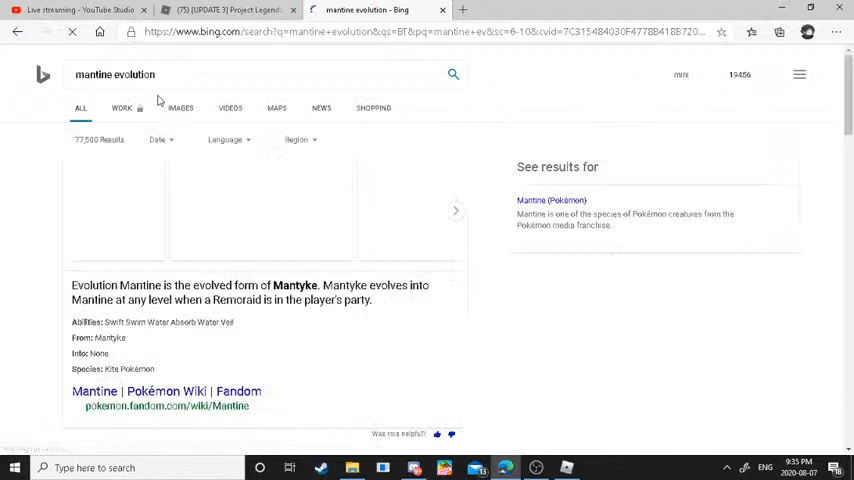 Live streaming - YouTube Studio
(75) [UPDATE 3] Project Legends
mantine evolution - Bing
https://www.bing.com/search?q=mantine+evolution&qs=BT&pq=mantine+ev&sc=6-10&cvid=7C315484030F4778B418B720...
mantine evolution
mini
19456
ALL
WORK
IMAGES
VIDEOS
MAPS
NEWS
SHOPPING
77,500 Results
Date
Language
Region
See results for
Mantine (Pokémon)
Mantine is one of the species of Pokémon creatures from the
Pokémon media franchise.
Evolution Mantine is the evolved form of Mantyke. Mantyke evolves into
Mantine at any level when a Remoraid is in the player's party.
Abilities: Swift Swim Water Absorb Water Veil
From: Mantyke
Into: None
Species: Kite Pokémon
Mantine | Pokémon Wiki | Fandom
pokemon.fandom.com/wiki/Mantine
Was this helpful?
Type here to search
13
ENG
9:35 PM
2020-08-07
18